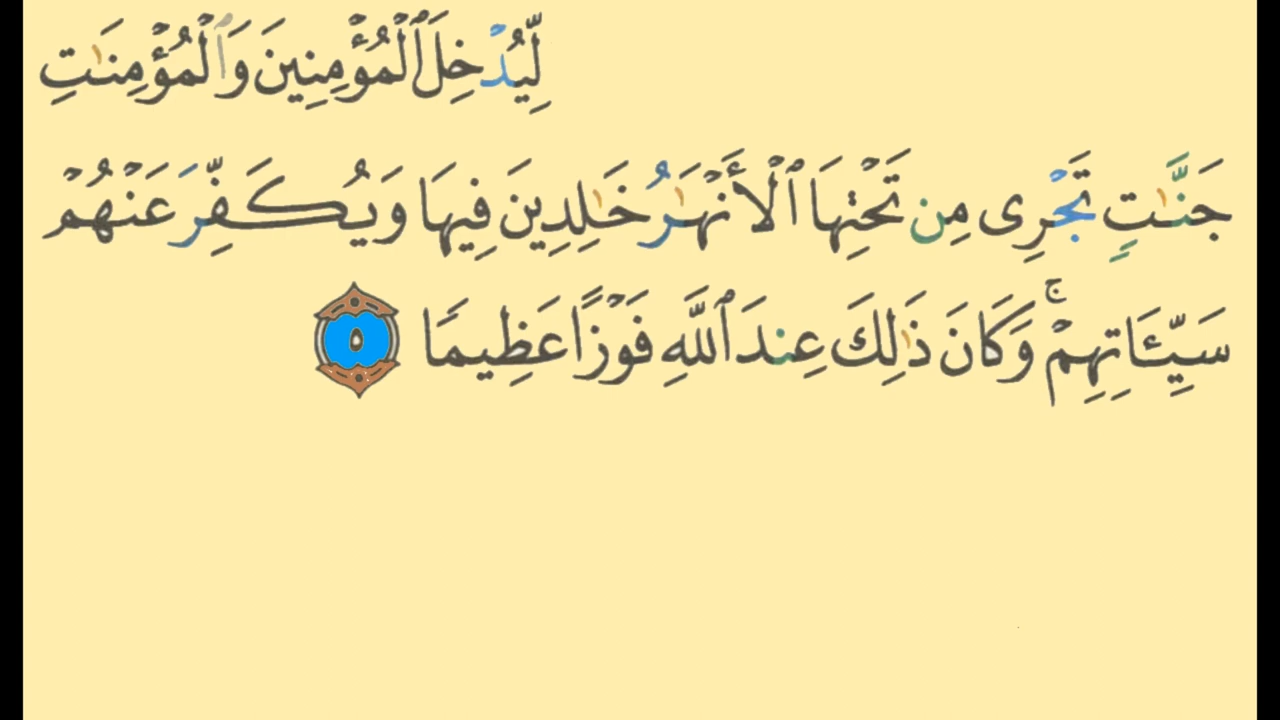 لِّيُدْخِلَ ٱلْمُؤْمِنِينَ وَٱلْمُؤْمِنَٰتِ
جَنَّٰتٍ تَجْرِى مِن تَحْتِهَا ٱلْأَنْهَٰرُ خَٰلِدِينَ فِيهَا وَيُكَفِّرَ عَنْهُمْ
سَيِّـَٔاتِهِمْ ۚ وَكَانَ ذَٰلِكَ عِندَ ٱللَّهِ فَوْزًا عَظِيمًا ٥